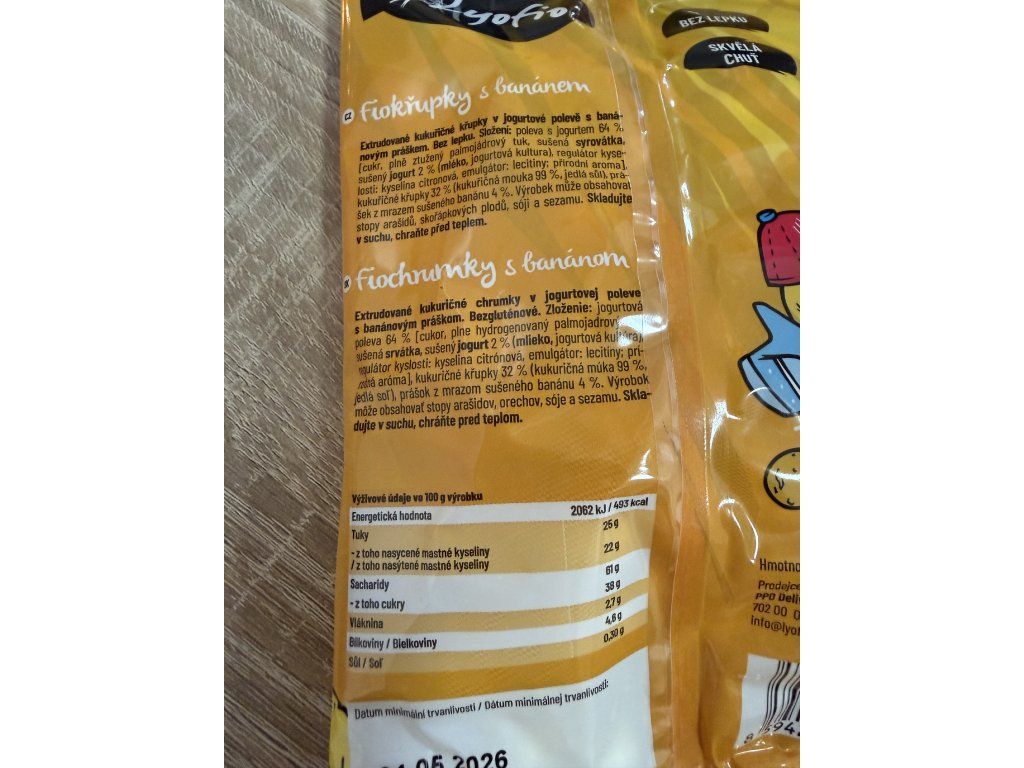 Lyofio
Fiokřupky s banánem
CZ
Extrudované kukuřičné křupky v jogurtové polevě s baná-
novým práškem. Bez lepku. Složení: poleva s jogurtem 64 %
[cukr, plně ztužený palmojádrový tuk, sušená syrovátka,
sušený jogurt 2 % (mléko, jogurtová kultura), regulátor kyse-
losti: kyselina citronová, emulgátor: lecitiny; přírodní aroma],
kukuřičné křupky 32 % (kukuřičná mouka 99 %, jedlá sůl), prá-
šek z mrazem sušeného banánu 4 %. Výrobek může obsahovat
stopy arašídů, skořápkových plodů, sóji a sezamu. Skladujte
v suchu, chraňte před teplem.
SK
Fiochrumky s banánom
Extrudované kukuričné chrumky v jogurtovej poleve
s banánovým práškom. Bezgluténové. Zloženie: jogurtová
poleva 64 % [cukor, plne hydrogenovaný palmojadrový
sušená srvátka, sušený jogurt 2 % (mlieko, jogurtová kultúra),
regulátor kyslosti: kyselina citrónová, emulgátor: lecitíny; pri-
rodná aróma], kukuričné křupky 32 % (kukuričná múka 99 %,
jedlá soľ), prášok z mrazom sušeného banánu 4 %. Výrobok
môže obsahovať stopy arašidov, orechov, sóje a sezamu. Skla-
dujte v suchu, chráňte pred teplom.
Výživové údaje vo 100 g výrobku
Energetická hodnota 2062 kJ / 493 kcal
Tuky 25 g
- z toho nasycené mastné kyseliny 22 g
/ z toho nasýtené mastné kyseliny
Sacharidy 61 g
- z toho cukry 38 g
Vláknina 2,7 g
Bílkoviny / Bielkoviny 4,6 g
Sůl / Soľ 0,30 g
Datum minimální trvanlivosti / Dátum minimálnej trvanlivosti:
05 2026
BEZ LEPKU
SKVĚLÁ
CHUŤ
Hmotno
Prodejce
PPD Deli
702 00 O
info@lyof